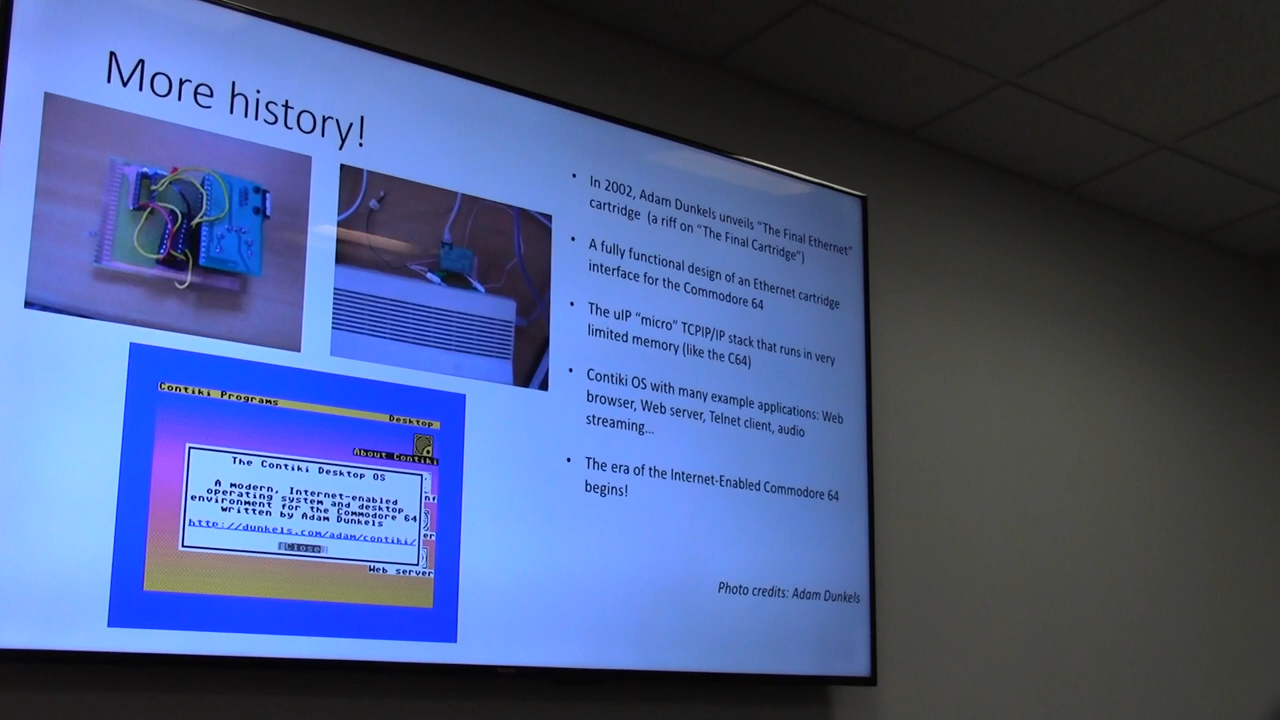 More history!
• In 2002, Adam Dunkels unveils "The Final Ethernet"
cartridge (a riff on "The Final Cartridge")
• A fully functional design of an Ethernet cartridge
interface for the Commodore 64
• The uIP "micro" TCPIP/IP stack that runs in very
limited memory (like the C64)
• Contiki OS with many example applications: Web
browser, Web server, Telnet client, audio
streaming...
• The era of the Internet-Enabled Commodore 64
begins!
Contiki Programs
Desktop
About Contiki
The Contiki Desktop OS
A modern, Internet-enabled
operating system and desktop
environment for the Commodore 64
written by Adam Dunkels
http://dunkels.com/adam/contiki/
Close
Web server
Photo credits: Adam Dunkels